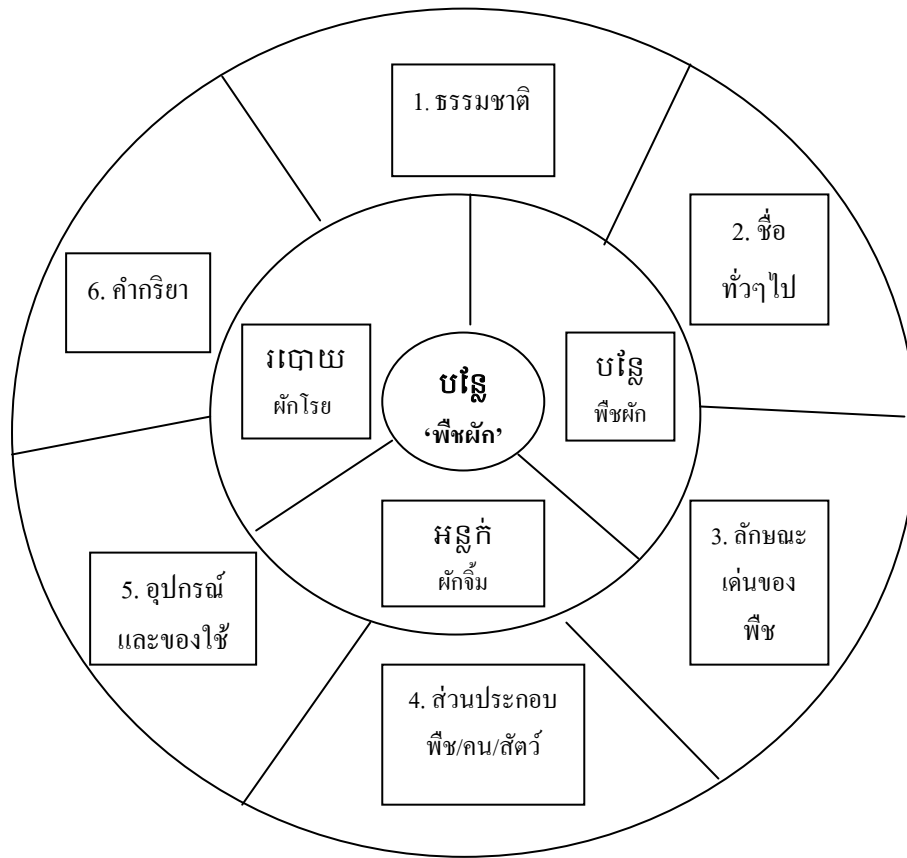 1. ธรรมชาติ
2. ชื่อ
ทั่วๆไป
6. คำกริยา
របោយ
ผักโรย
បន្លែ
‘พืชผัก’
បន្លែ
พืชผัก
អន្លក់
ผักจิ้ม
3. ลักษณะ
เด่นของ
พืช
5. อุปกรณ์
และของใช้
4. ส่วนประกอบ
พืช/คน/สัตว์